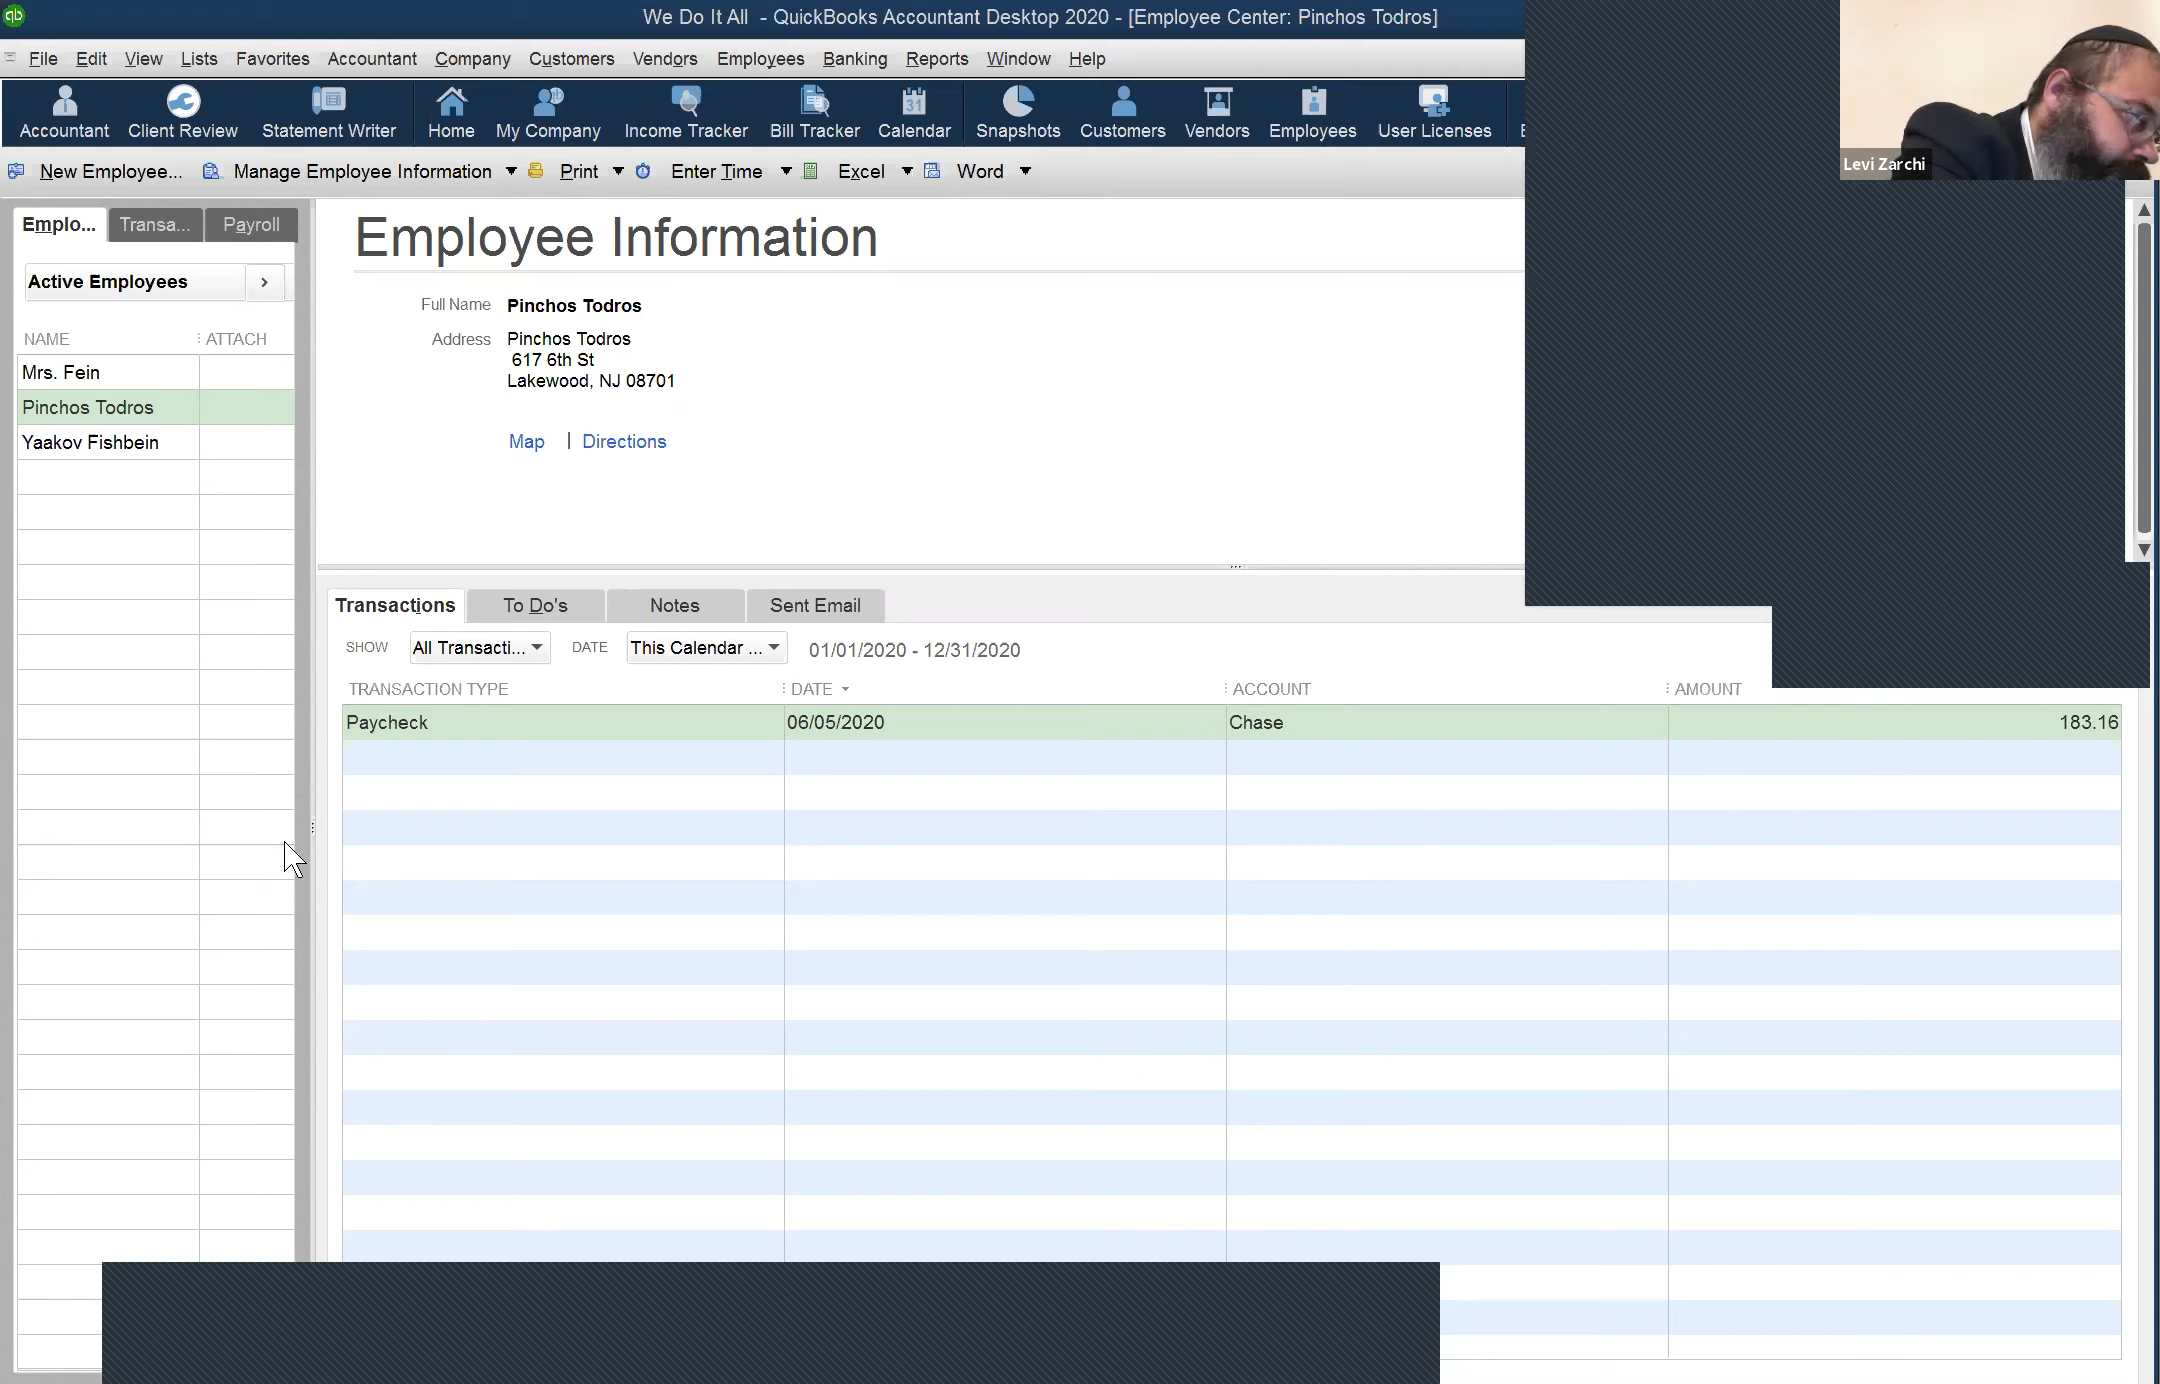 We Do It All - QuickBooks Accountant Desktop 2020 - [Employee Center: Pinchos Todros]
File Edit View Lists Favorites Accountant Company Customers Vendors Employees Banking Reports Window Help
Accountant Client Review Statement Writer Home My Company Income Tracker Bill Tracker Calendar Snapshots Customers Vendors Employees User Licenses
New Employee... Manage Employee Information Print Enter Time Excel Word
Levi Zarchi
Emplo... Transa... Payroll
Active Employees
NAME ATTACH
Mrs. Fein
Pinchos Todros
Yaakov Fishbein
Employee Information
Full Name Pinchos Todros
Address Pinchos Todros
617 6th St
Lakewood, NJ 08701
Map | Directions
Transactions To Do's Notes Sent Email
SHOW All Transacti... DATE This Calendar ... 01/01/2020 - 12/31/2020
TRANSACTION TYPE DATE ACCOUNT AMOUNT
Paycheck 06/05/2020 Chase 183.16